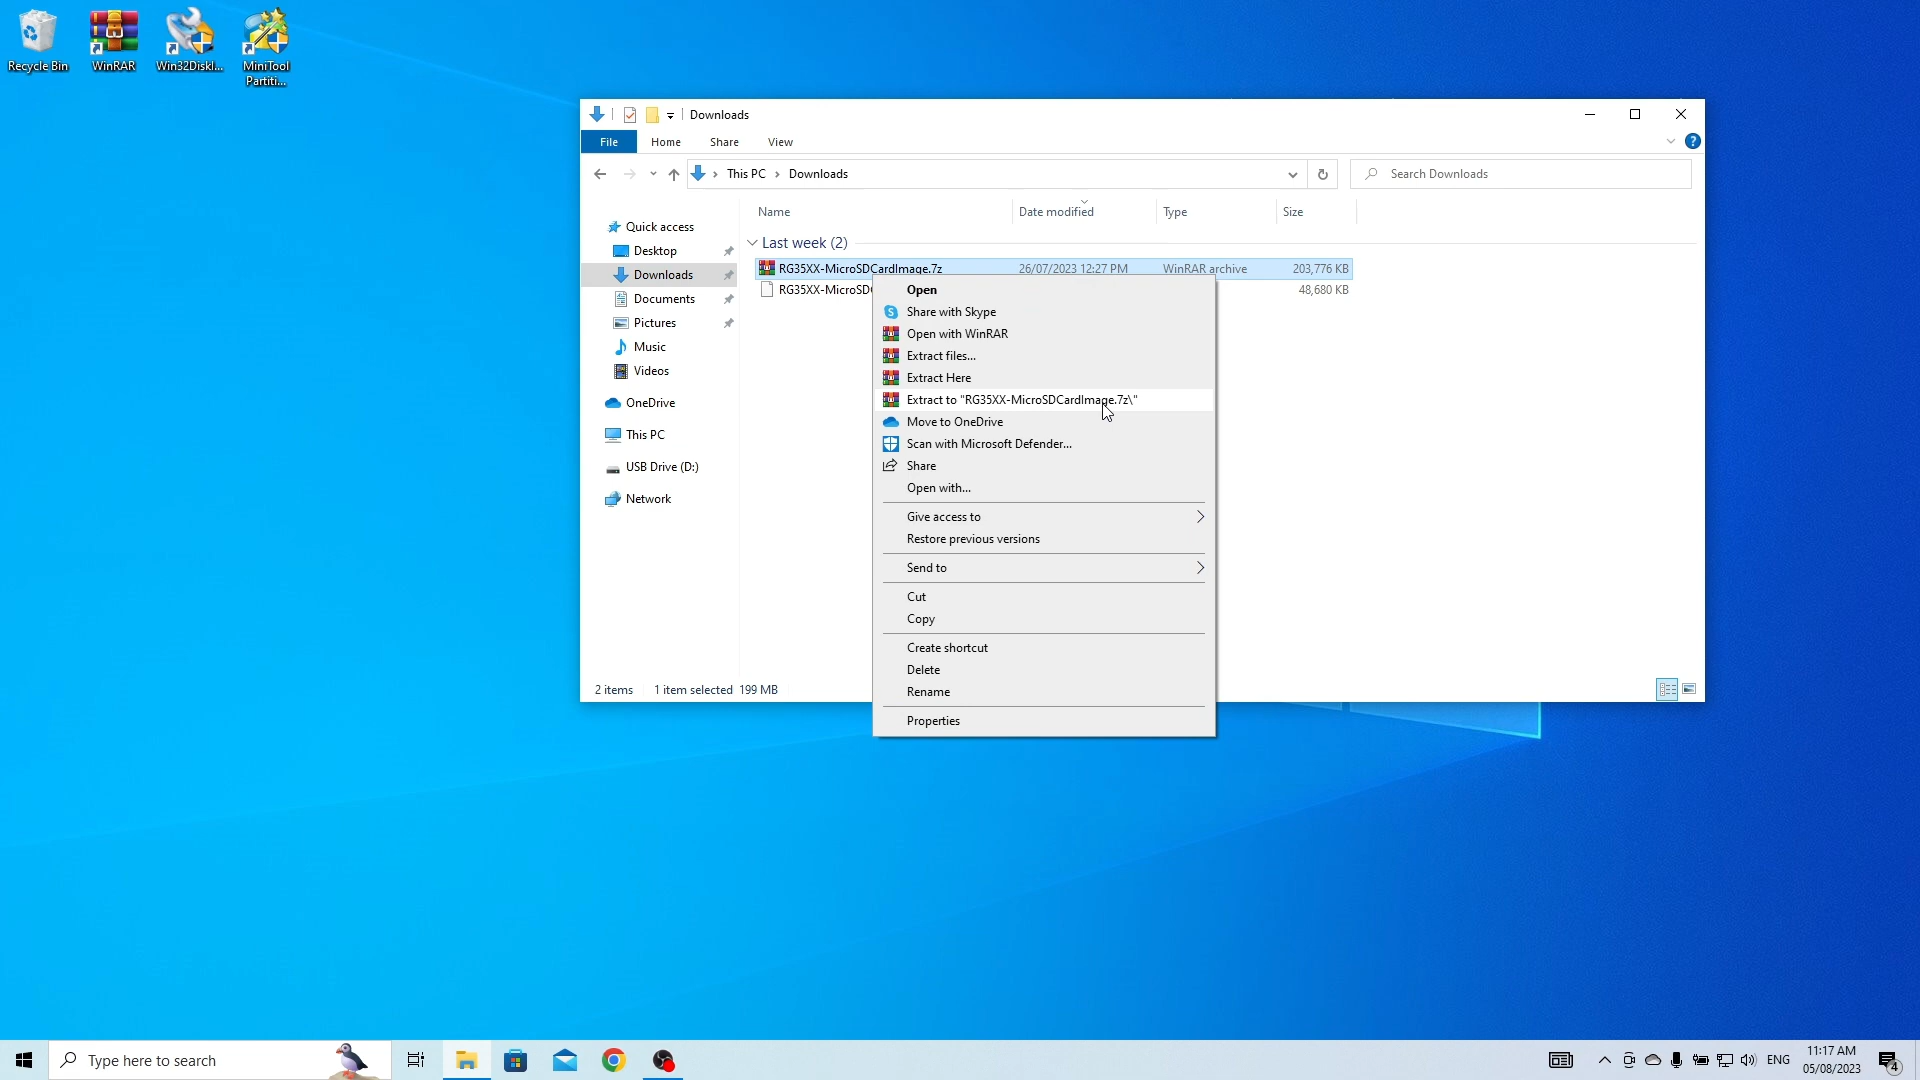 Recycle Bin
WinRAR
Win32DiskI...
MiniTool
Partiti...
Downloads
File
Home
Share
View
This PC
Downloads
Search Downloads
Name
Date modified
Type
Size
Quick access
Desktop
Downloads
Documents
Pictures
Music
Videos
OneDrive
This PC
USB Drive (D:)
Network
Last week (2)
RG35XX-MicroSDCardImage.7z
26/07/2023 12:27 PM
WinRAR archive
203,776 KB
RG35XX-MicroSD
48,680 KB
Open
Share with Skype
Open with WinRAR
Extract files...
Extract Here
Extract to "RG35XX-MicroSDCardImage.7z\"
Move to OneDrive
Scan with Microsoft Defender...
Share
Open with...
Give access to
Restore previous versions
Send to
Cut
Copy
Create shortcut
Delete
Rename
Properties
2 items
1 item selected 199 MB
Type here to search
ENG
11:17 AM
05/08/2023
4